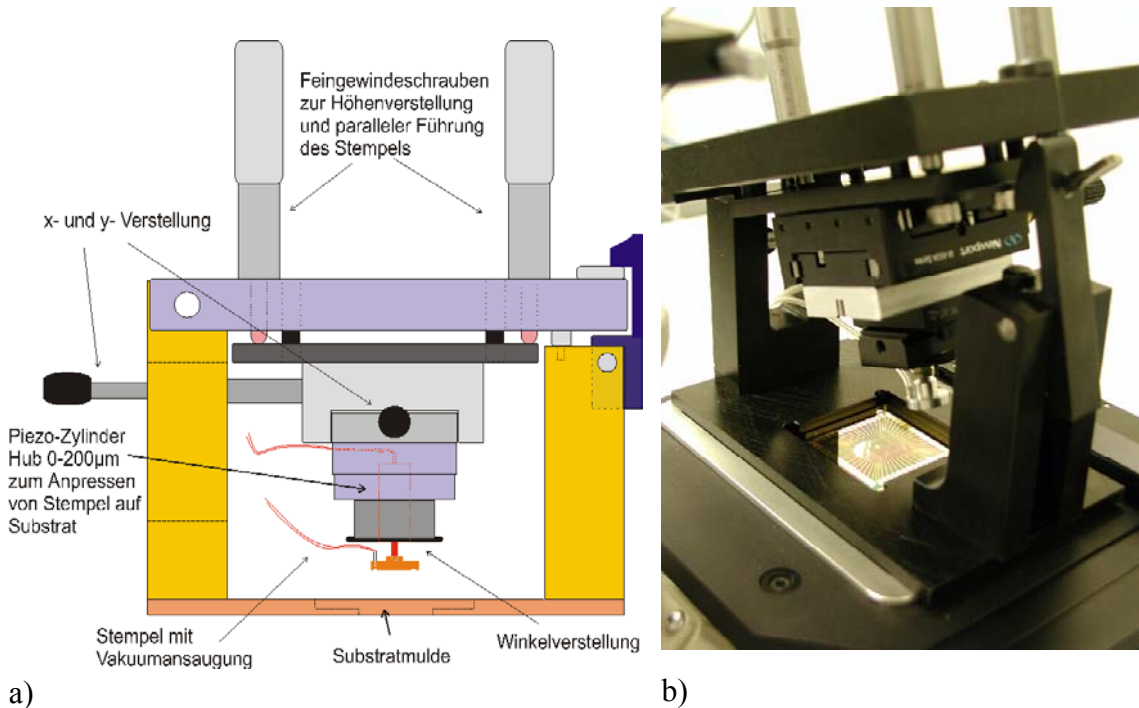 Feingewindeschrauben
zur Höhenverstellung
und paralleler Führung
des Stempels
x- und y- Verstellung
Piezo-Zylinder
Hub 0-200µm
zum Anpressen
von Stempel auf
Substrat
Stempel mit
Vakuumansaugung
Substratmulde
Winkelverstellung
Newport
a)
b)